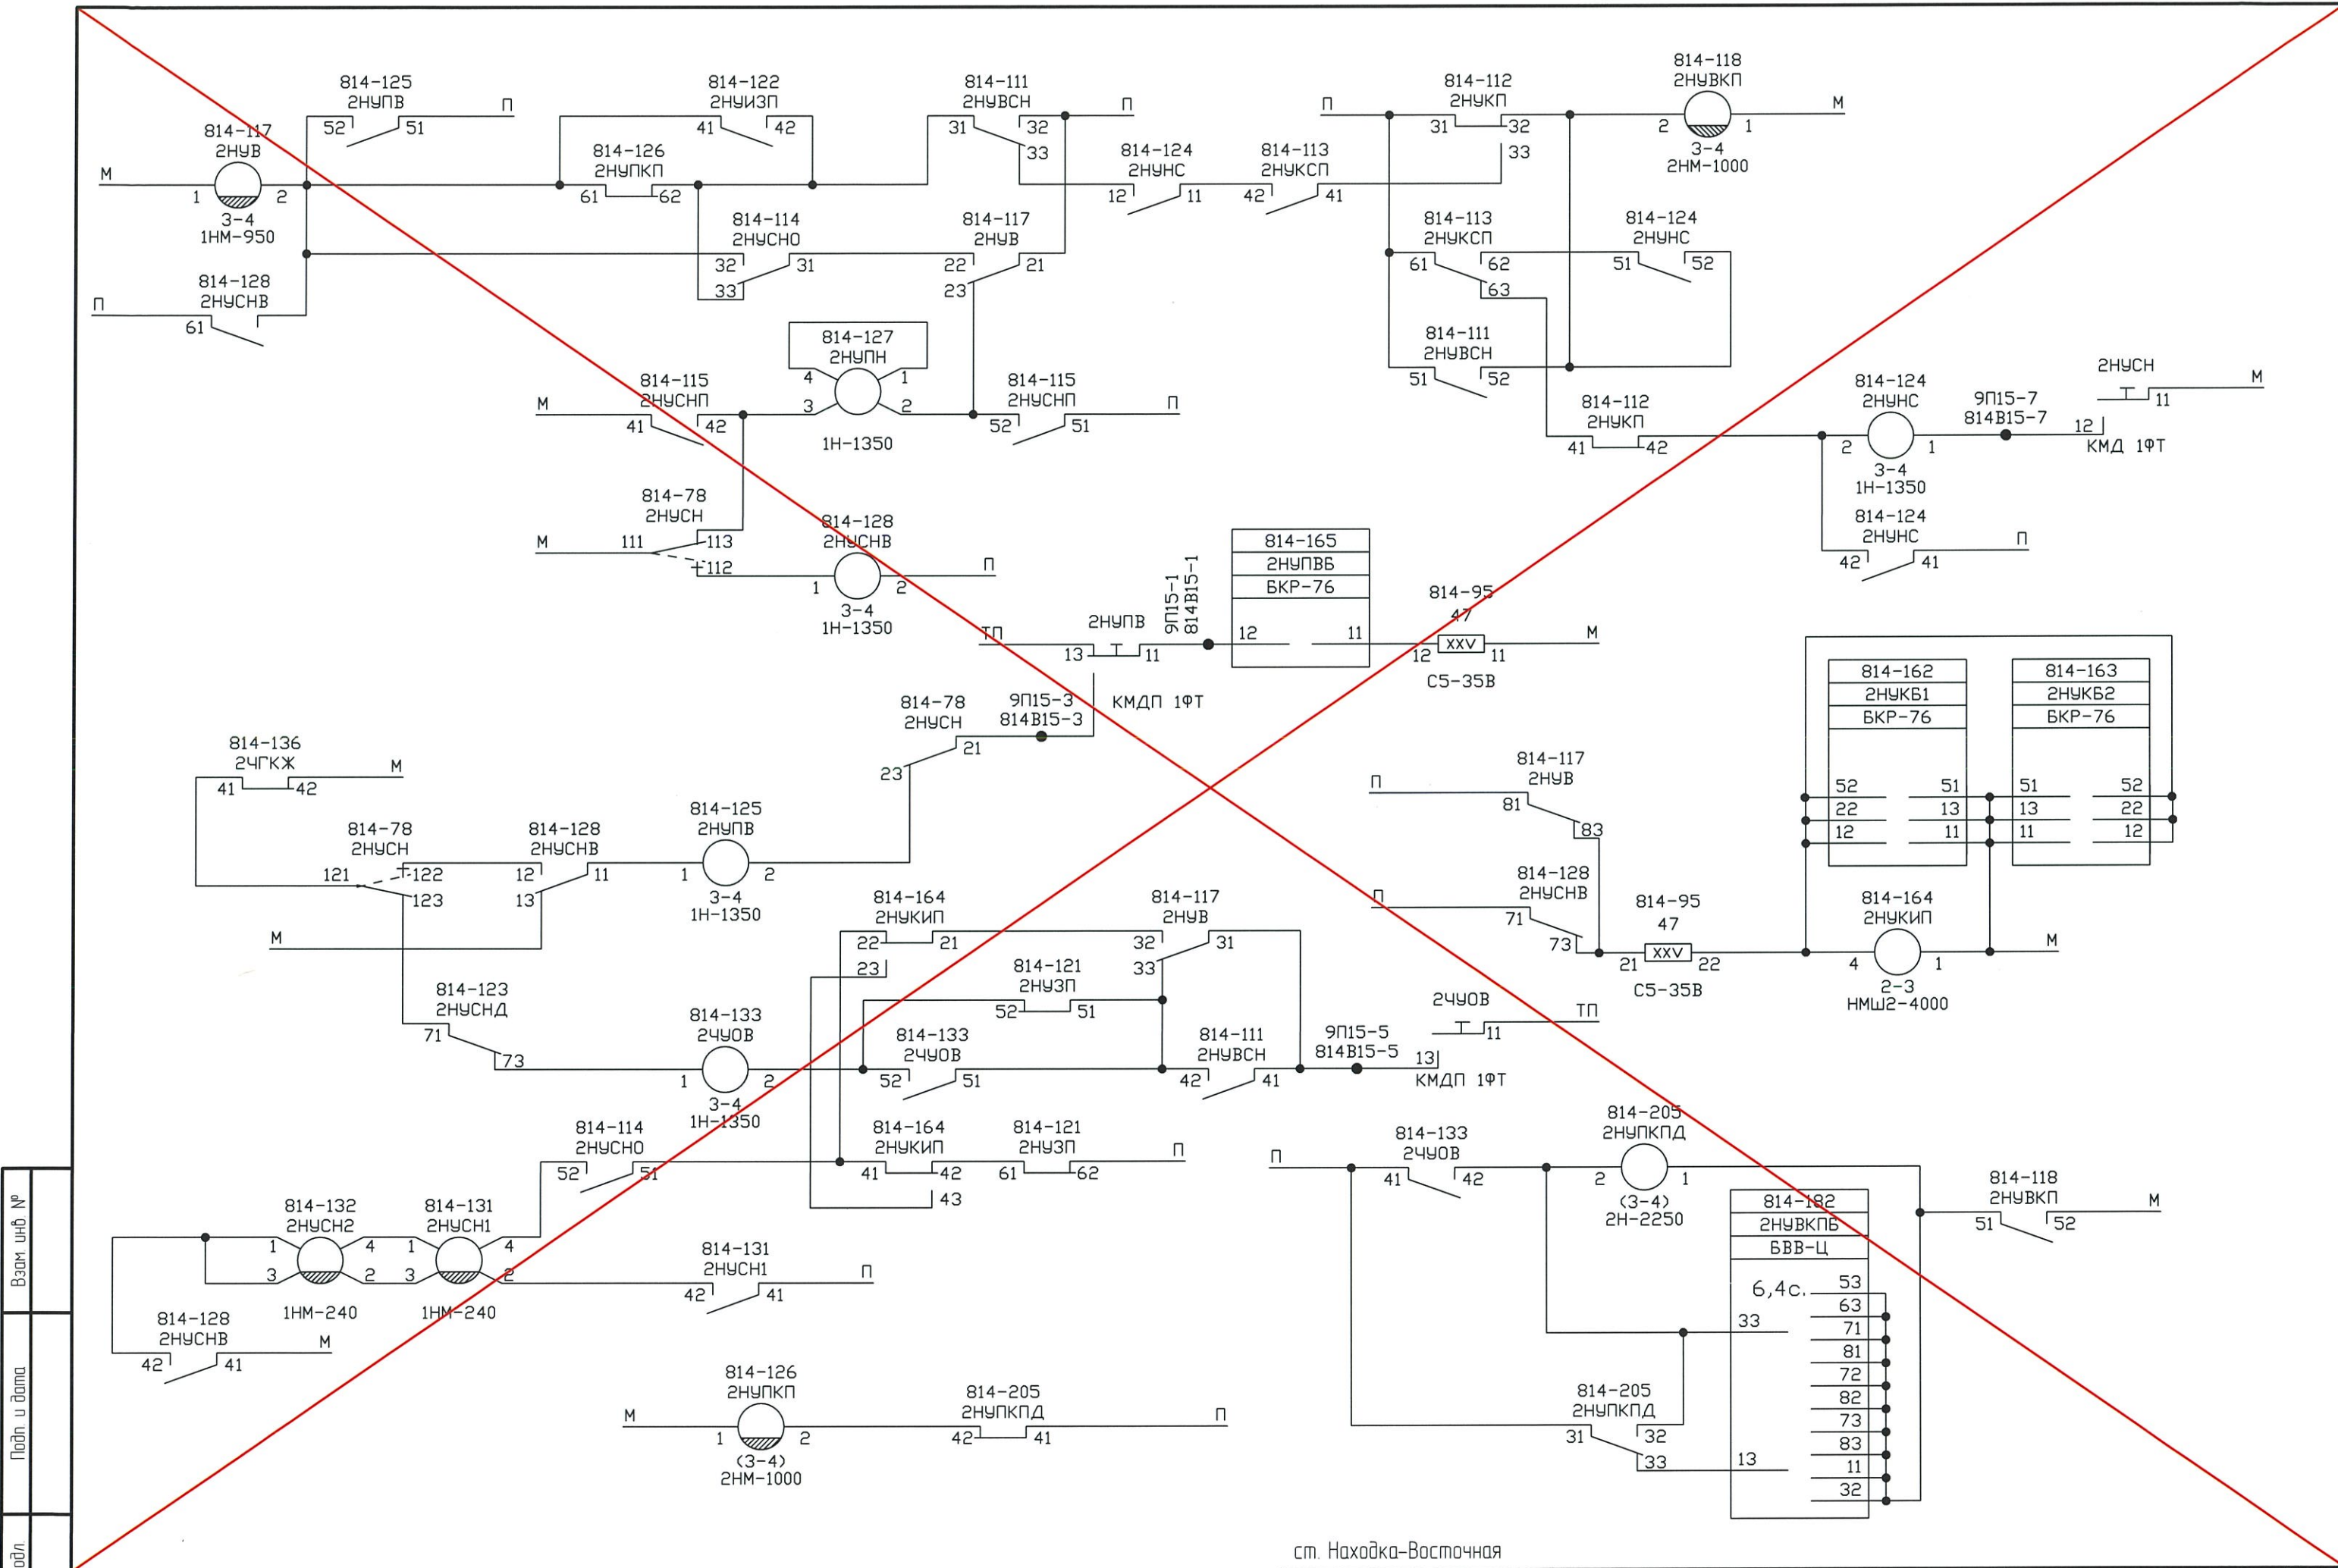 814-125
2НУПВ
П
52 51
814-117
2НУВ
М
1 2
3-4
1НМ-950
814-128
2НУСНВ
П
61
814-122
2НУИЗП
41 42
814-126
2НУПКП
61 62
814-111
2НУВСН
П
31 32
33
814-114
2НУСНО
32 31
33
814-117
2НУВ
22 21
23
814-124
2НУНС
12 11
814-113
2НУКСП
42 41
П
814-112
2НУКП
31 32
33
814-118
2НУВКП
М
2 1
3-4
2НМ-1000
814-113
2НУКСП
61 62
63
814-124
2НУНС
51 52
814-111
2НУВСН
51 52
814-112
2НУКП
41 42
814-124
2НУНС
2 1
3-4
1Н-1350
9П15-7
814В15-7
2НУСН
М
11
12
КМД 1ФТ
814-124
2НУНС
П
42 41
814-127
2НУПН
4 1
3 2
1Н-1350
М
814-115
2НУСНП
41 42
814-115
2НУСНП
П
52 51
814-78
2НУСН
М
111 113
112
814-128
2НУСНВ
П
1 2
3-4
1Н-1350
ТП
2НУПВ
13 11
9П15-1
814В15-1
КМДП 1ФТ
814-165
2НУПВБ
БКР-76
12 11
814-95
47
XXV
М
12 11
С5-35В
814-78
2НУСН
21
23
9П15-3
814В15-3
814-136
2ЧГКЖ
М
41 42
814-78
2НУСН
121 122
123
814-128
2НУСНВ
12 11
13
М
814-125
2НУПВ
1 2
3-4
1Н-1350
814-162
2НУКБ1
БКР-76
52 51
22 13
12 11
814-163
2НУКБ2
БКР-76
51 52
13 22
11 12
П
814-117
2НУВ
81
83
П
814-128
2НУСНВ
71
73
814-95
47
XXV
21 22
С5-35В
814-164
2НУКИП
М
4 1
2-3
НМШ2-4000
814-164
2НУКИП
22 21
23
814-117
2НУВ
32 31
33
814-121
2НУЗП
52 51
814-123
2НУСНД
71
73
814-133
2ЧУОВ
1 2
3-4
1Н-1350
814-133
2ЧУОВ
52 51
814-111
2НУВСН
42 41
9П15-5
814В15-5
2ЧУОВ
ТП
11
13
КМДП 1ФТ
814-114
2НУСНО
52 51
814-164
2НУКИП
41 42
43
814-121
2НУЗП
П
61 62
814-132
2НУСН2
1 4
3 2
1НМ-240
814-131
2НУСН1
1 4
3 2
1НМ-240
814-131
2НУСН1
П
42 41
814-128
2НУСНВ
М
42 41
П
814-133
2ЧУОВ
41 42
814-205
2НУПКПД
2 1
(3-4)
2Н-2250
814-118
2НУВКП
М
51 52
814-182
2НУВКПБ
БВВ-Ц
6,4с. 53
63
33
71
81
72
82
73
83
13
11
32
814-205
2НУПКПД
31 32
33
814-126
2НУПКП
М
1 2
(3-4)
2НМ-1000
814-205
2НУПКПД
П
42 41
ст. Находка-Восточная
Взам. инв. №
Подп. и дата